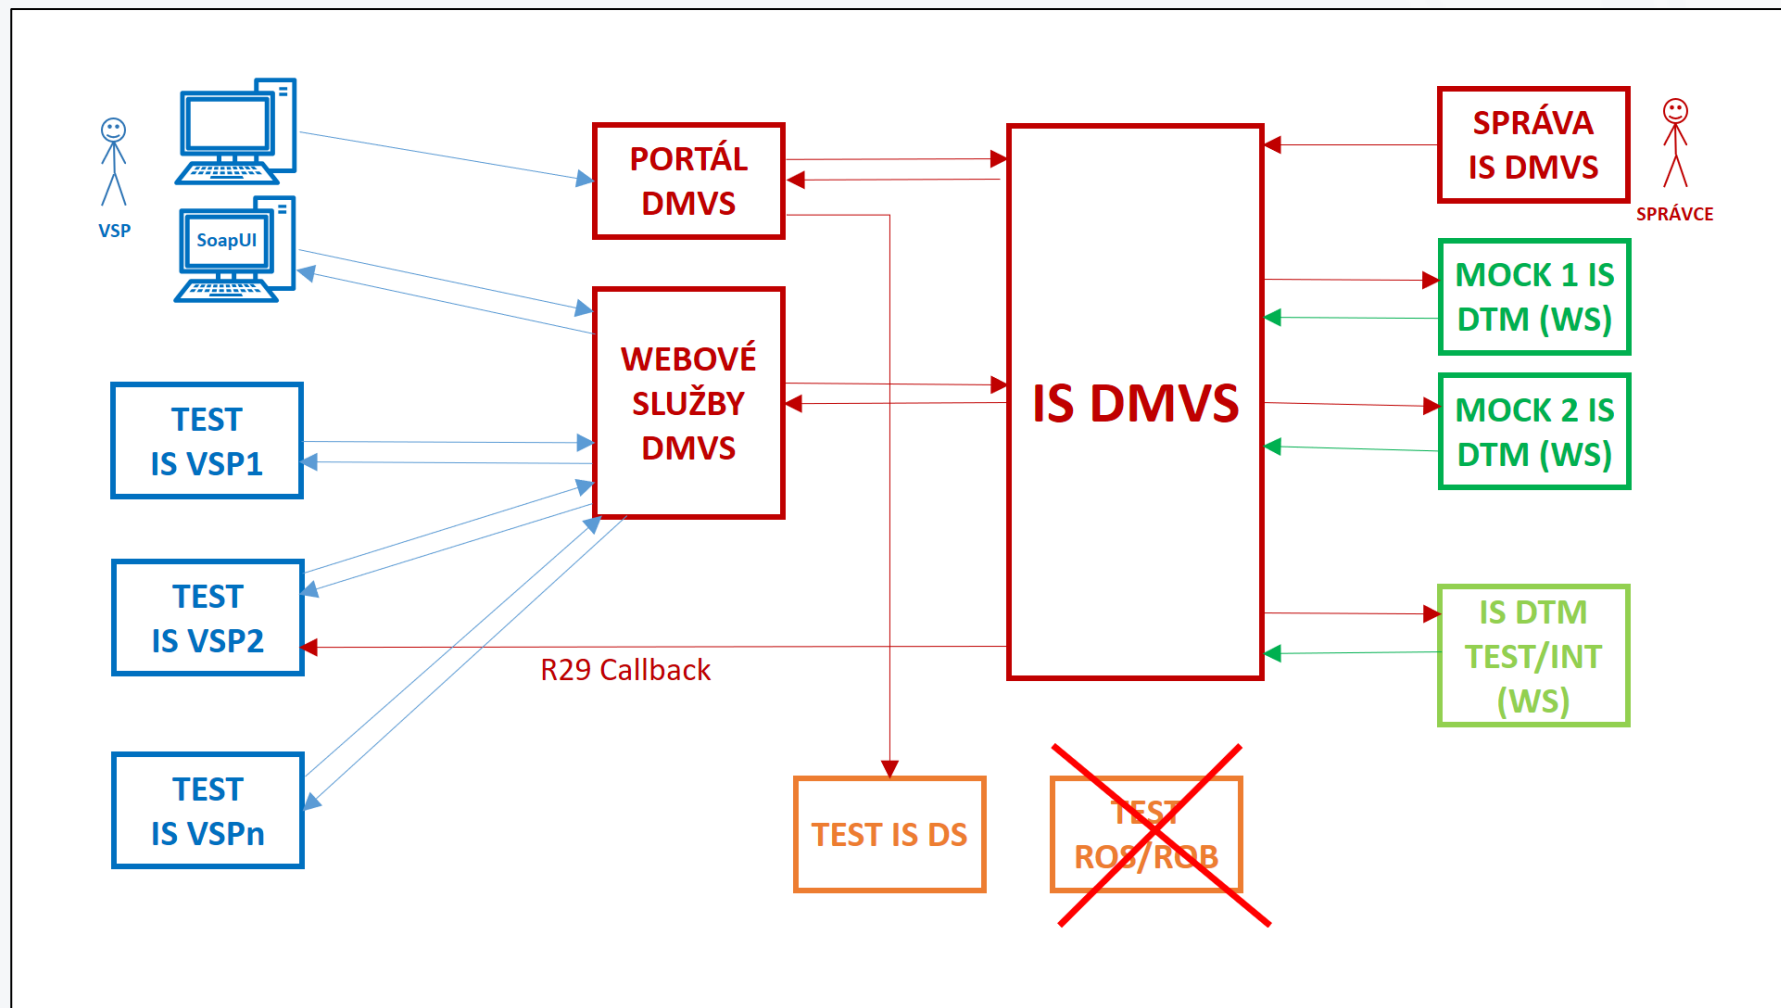 VSP
SoapUI
TEST
IS VSP1
TEST
IS VSP2
TEST
IS VSPn
PORTÁL
DMVS
WEBOVÉ
SLUŽBY
DMVS
R29 Callback
IS DMVS
TEST IS DS
TEST
ROS/ROB
SPRÁVA
IS DMVS
SPRÁVCE
MOCK 1 IS
DTM (WS)
MOCK 2 IS
DTM (WS)
IS DTM
TEST/INT
(WS)